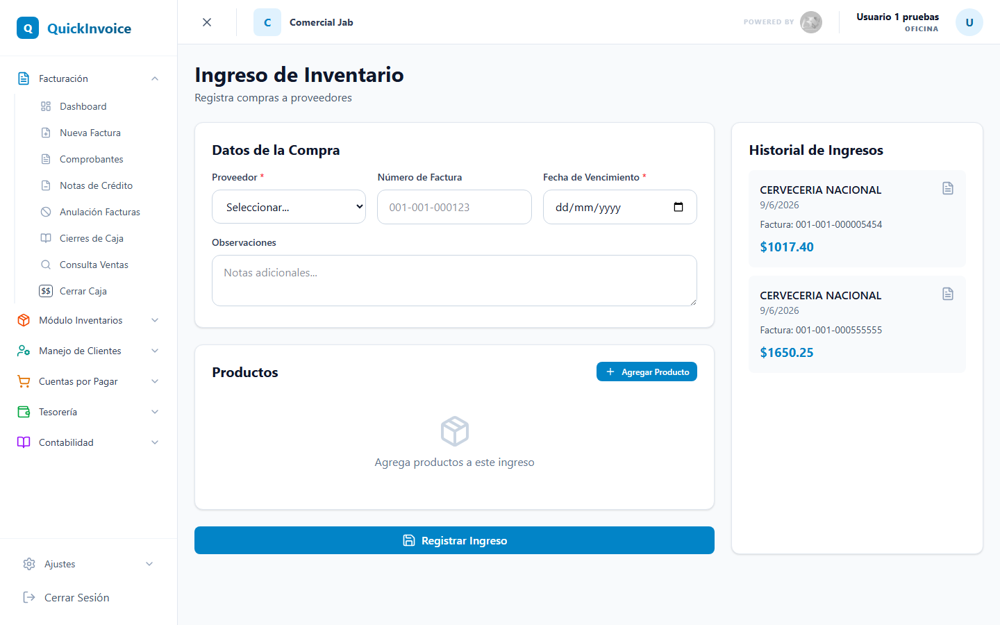 Q QuickInvoice
Facturación
Dashboard
Nueva Factura
Comprobantes
Notas de Crédito
Anulación Facturas
Cierres de Caja
Consulta Ventas
$$ Cerrar Caja
Módulo Inventarios
Manejo de Clientes
Cuentas por Pagar
Tesorería
Contabilidad
Ajustes
Cerrar Sesión
C Comercial Jab
POWERED BY
Usuario 1 pruebas
OFICINA
U
Ingreso de Inventario
Registra compras a proveedores
Datos de la Compra
Proveedor *
Seleccionar...
Número de Factura
001-001-000123
Fecha de Vencimiento *
dd/mm/yyyy
Observaciones
Notas adicionales...
Productos
Agregar Producto
Agrega productos a este ingreso
Registrar Ingreso
Historial de Ingresos
CERVECERIA NACIONAL
9/6/2026
Factura: 001-001-000005454
$1017.40
CERVECERIA NACIONAL
9/6/2026
Factura: 001-001-000555555
$1650.25